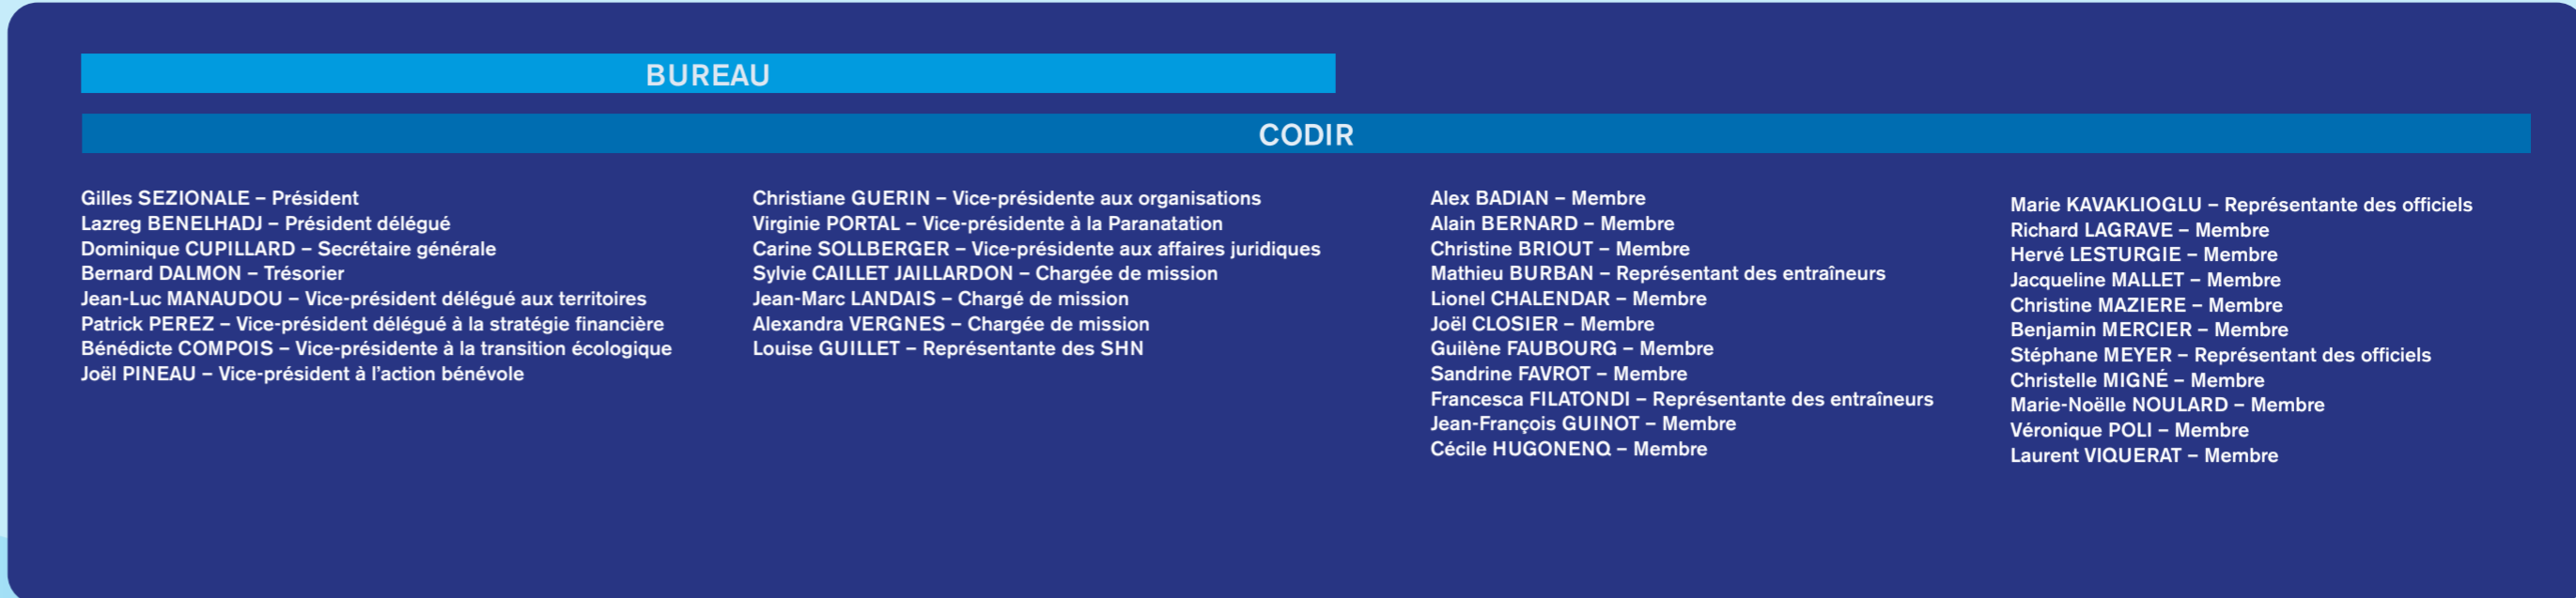 BUREAU
CODIR
Gilles SEZIONALE – Président
Lazreg BENELHADJ – Président délégué
Dominique CUPILLARD – Secrétaire générale
Bernard DALMON – Trésorier
Jean-Luc MANAUDOU – Vice-président délégué aux territoires
Patrick PEREZ – Vice-président délégué à la stratégie financière
Bénédicte COMPOIS – Vice-présidente à la transition écologique
Joël PINEAU – Vice-président à l’action bénévole
Christiane GUERIN – Vice-présidente aux organisations
Virginie PORTAL – Vice-présidente à la Paranatation
Carine SOLLBERGER – Vice-présidente aux affaires juridiques
Sylvie CAILLET JAILLARDON – Chargée de mission
Jean-Marc LANDAIS – Chargé de mission
Alexandra VERGNES – Chargée de mission
Louise GUILLET – Représentante des SHN
Alex BADIAN – Membre
Alain BERNARD – Membre
Christine BRIOUT – Membre
Mathieu BURBAN – Représentant des entraîneurs
Lionel CHALENDAR – Membre
Joël CLOSIER – Membre
Guilène FAUBOURG – Membre
Sandrine FAVROT – Membre
Francesca FILATONDI – Représentante des entraîneurs
Jean-François GUINOT – Membre
Cécile HUGONENQ – Membre
Marie KAVAKLIOGLU – Représentante des officiels
Richard LAGRAVE – Membre
Hervé LESTURGIE – Membre
Jacqueline MALLET – Membre
Christine MAZIERE – Membre
Benjamin MERCIER – Membre
Stéphane MEYER – Représentant des officiels
Christelle MIGNÉ – Membre
Marie-Noëlle NOULARD – Membre
Véronique POLI – Membre
Laurent VIQUERAT – Membre